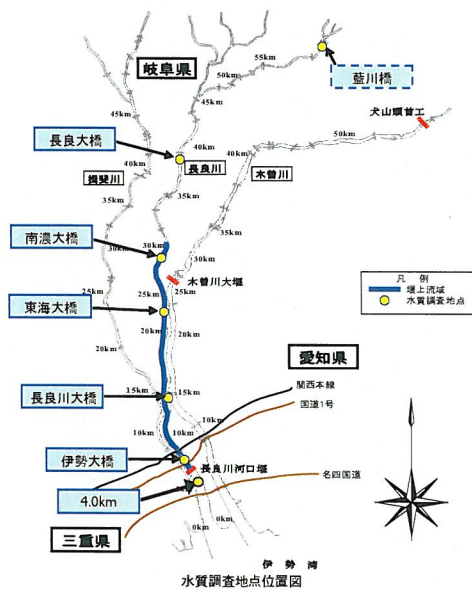 岐阜県
55km
藍川橋
50km
45km
犬山頭首工
50km
45km
長良大橋
40km
40km
長良川
40km
木曽川
揖斐川
35km
35km
35km
南濃大橋
30km
30km
30km
木曽川大堰
25km
25km
25km
凡 例
堰上流域
水質調査地点
東海大橋
20km
20km
20km
愛知県
関西本線
長良川大橋
15km
15km
国道1号
10km
10km
10km
伊勢大橋
長良川河口堰
名四国道
4.0km
三重県
0km
0km
伊 勢 湾
水質調査地点位置図